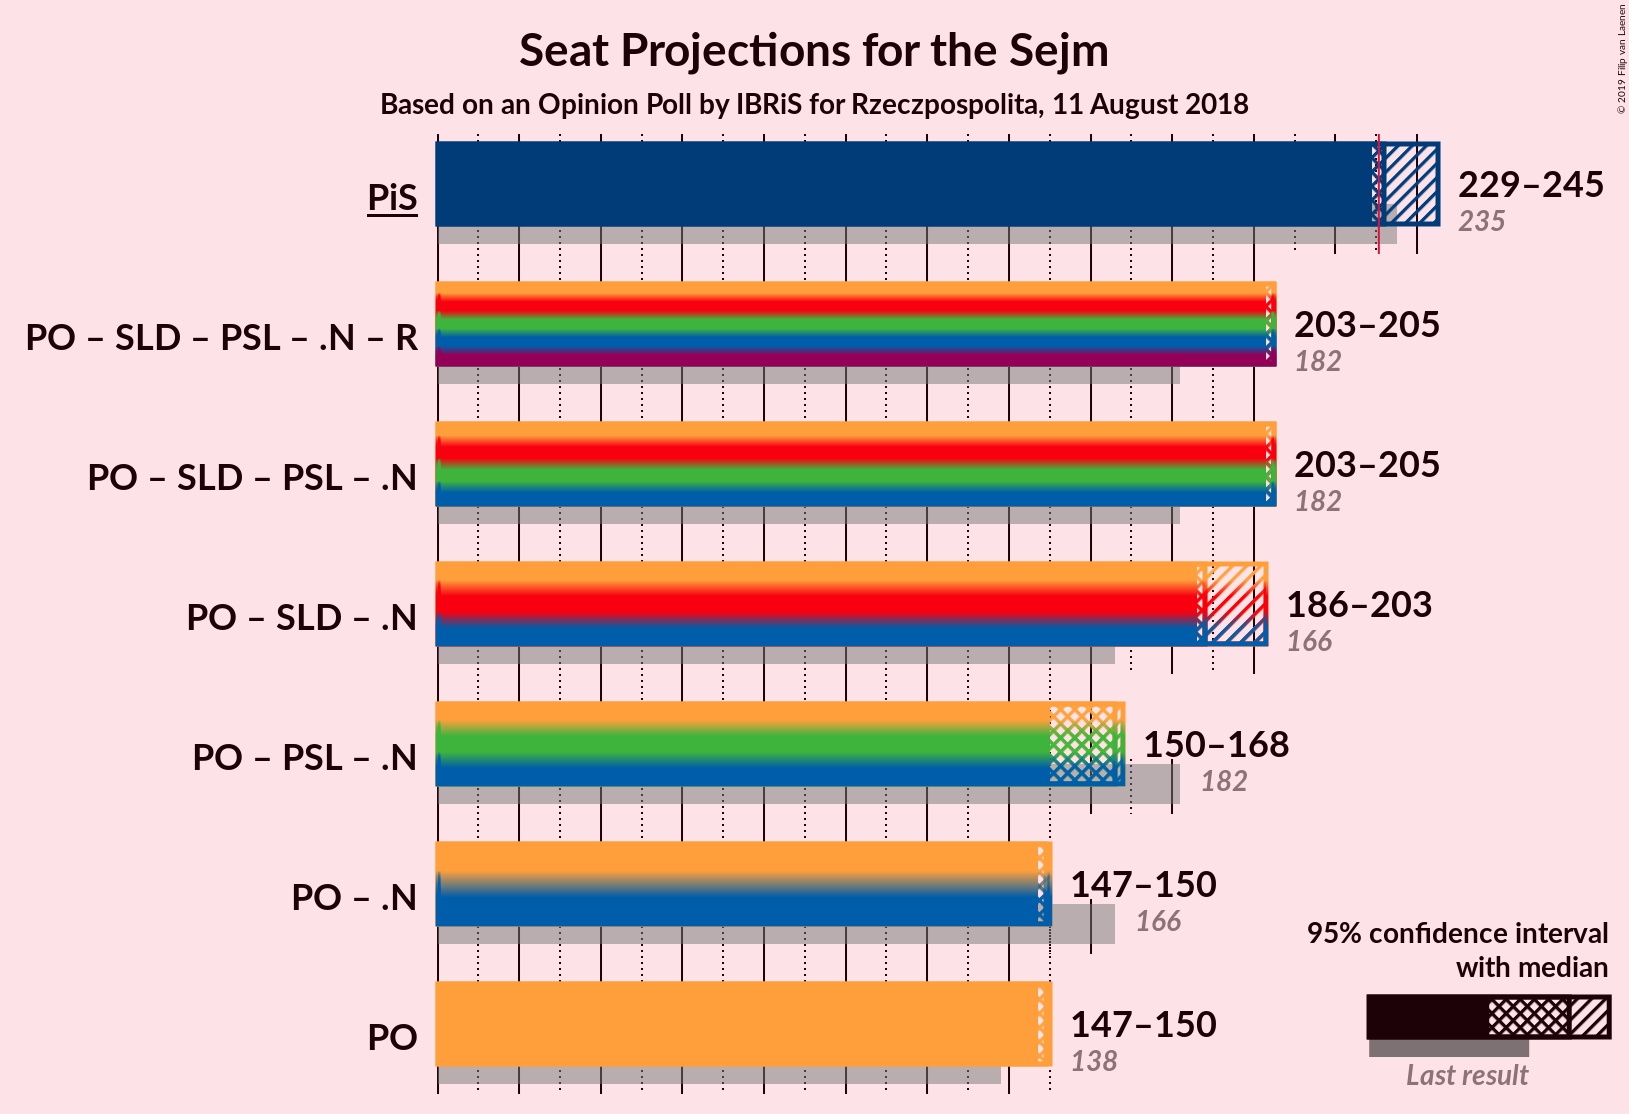 Seat Projections for the Sejm
Based on an Opinion Poll by IBRiS for Rzeczpospolita, 11 August 2018
© 2019 Filip van Laenen
PiS
229–245
235
PO – SLD – PSL – .N – R
203–205
182
PO – SLD – PSL – .N
203–205
182
PO – SLD – .N
186–203
166
PO – PSL – .N
150–168
182
PO – .N
147–150
166
PO
147–150
138
95% confidence interval
with median
Last result